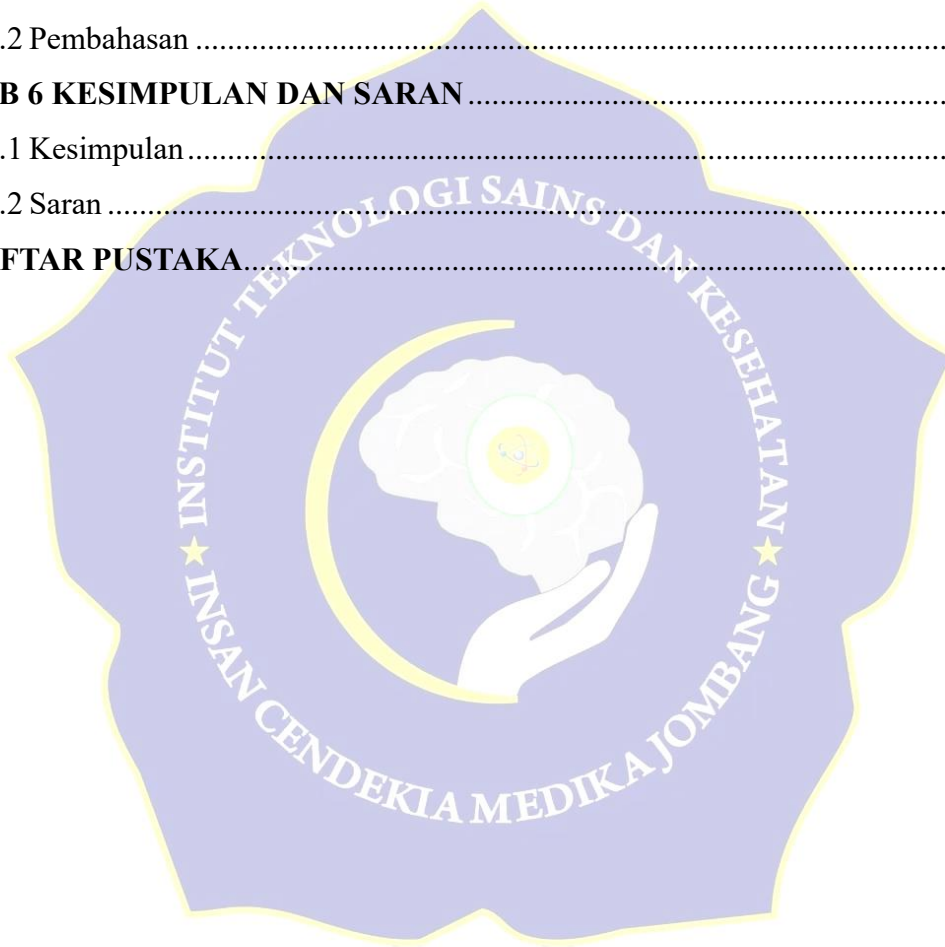 .2 Pembahasan ........................................................................................
B 6 KESIMPULAN DAN SARAN ............................................................
.1 Kesimpulan .........................................................................................
.2 Saran ...................................................................................................
FTAR PUSTAKA.......................................................................................
INSTITUT TEKNOLOGI SAINS DAN KESEHATAN
INSAN CENDEKIA MEDIKA JOMBANG